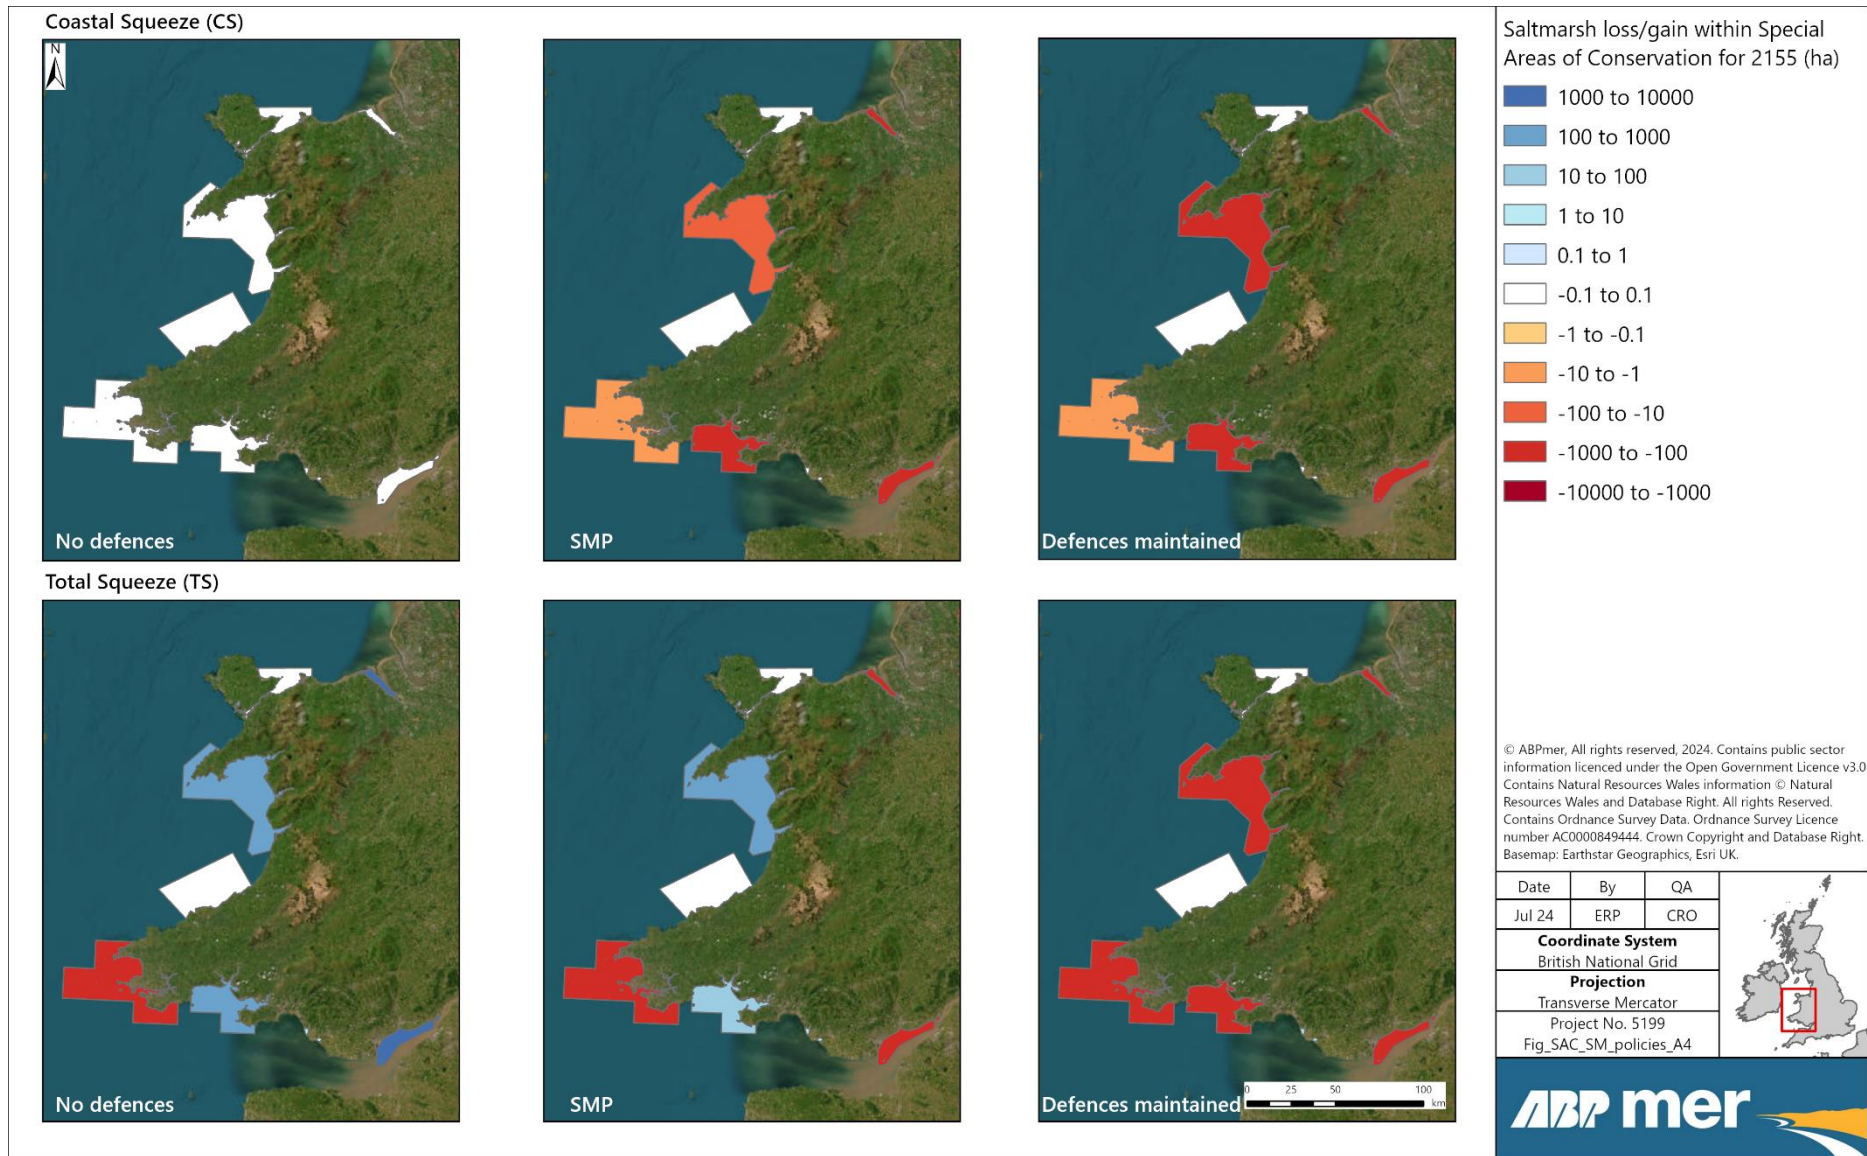 Coastal Squeeze (CS)
N
No defences
SMP
Defences maintained
Total Squeeze (TS)
No defences
SMP
Defences maintained
0 25 50 100
km
Saltmarsh loss/gain within Special
Areas of Conservation for 2155 (ha)
1000 to 10000
100 to 1000
10 to 100
1 to 10
0.1 to 1
-0.1 to 0.1
-1 to -0.1
-10 to -1
-100 to -10
-1000 to -100
-10000 to -1000
© ABPmer, All rights reserved, 2024. Contains public sector
information licenced under the Open Government Licence v3.0
Contains Natural Resources Wales information © Natural
Resources Wales and Database Right. All rights Reserved.
Contains Ordnance Survey Data. Ordnance Survey Licence
number AC0000849444. Crown Copyright and Database Right.
Basemap: Earthstar Geographics, Esri UK.
Date By QA
Jul 24 ERP CRO
Coordinate System
British National Grid
Projection
Transverse Mercator
Project No. 5199
Fig_SAC_SM_policies_A4
ABP mer